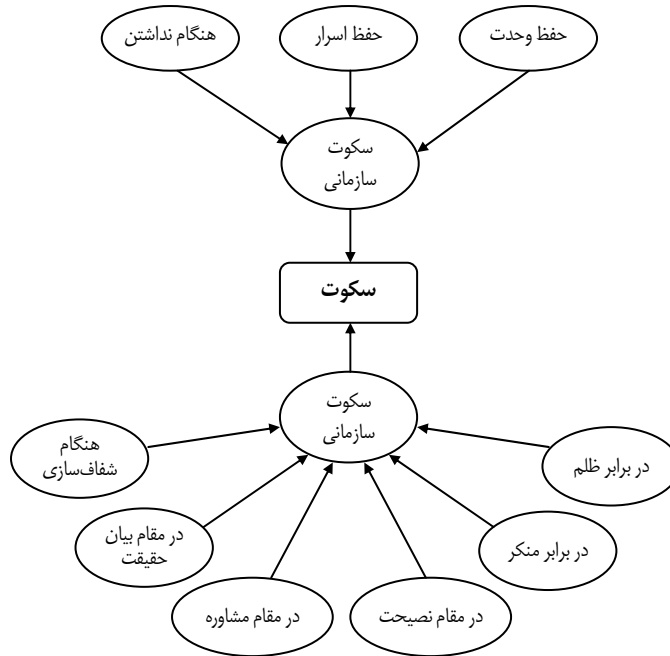 حفظ وحدت
حفظ اسرار
هنگام نداشتن
سکوت
سازمانی
سکوت
سکوت
سازمانی
هنگام
شفاف‌سازی
در برابر ظلم
در مقام بیان
حقیقت
در برابر منکر
در مقام مشاوره
در مقام نصیحت